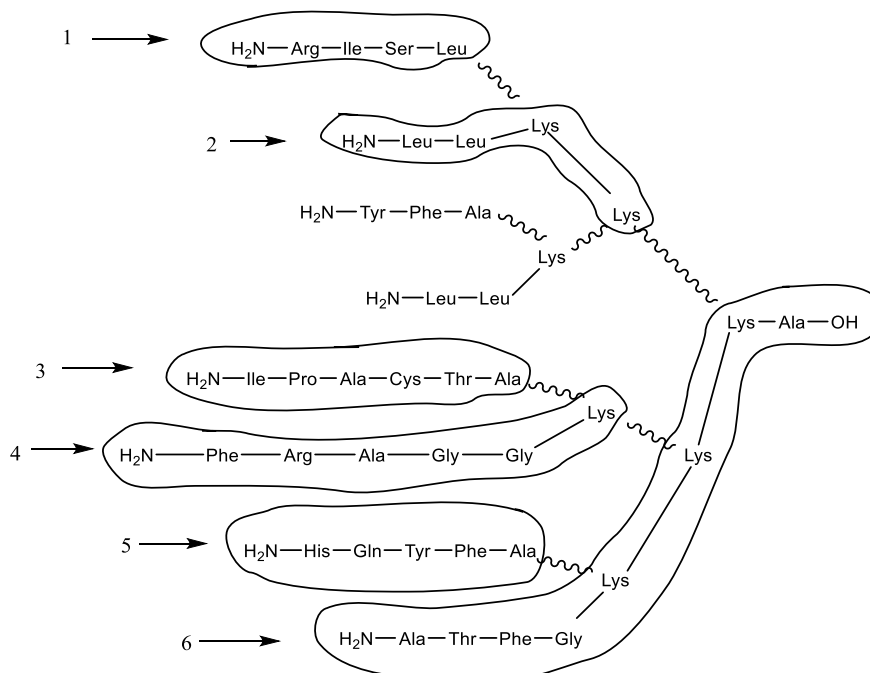 1 H₂N—Arg—Ile—Ser—Leu
Lys
2 H₂N—Leu—Leu
Lys
H₂N—Tyr—Phe—Ala
Lys
H₂N—Leu—Leu
Lys—Ala—OH
3 H₂N—Ile—Pro—Ala—Cys—Thr—Ala
Lys
4 H₂N—Phe—Arg—Ala—Gly—Gly
Lys
5 H₂N—His—Gln—Tyr—Phe—Ala
Lys
6 H₂N—Ala—Thr—Phe—Gly